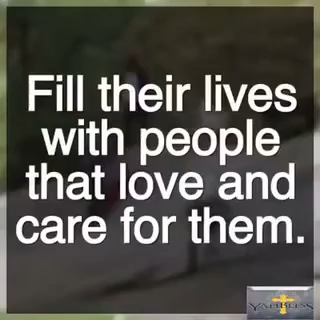 Fill their lives
with people
that love and
care for them.